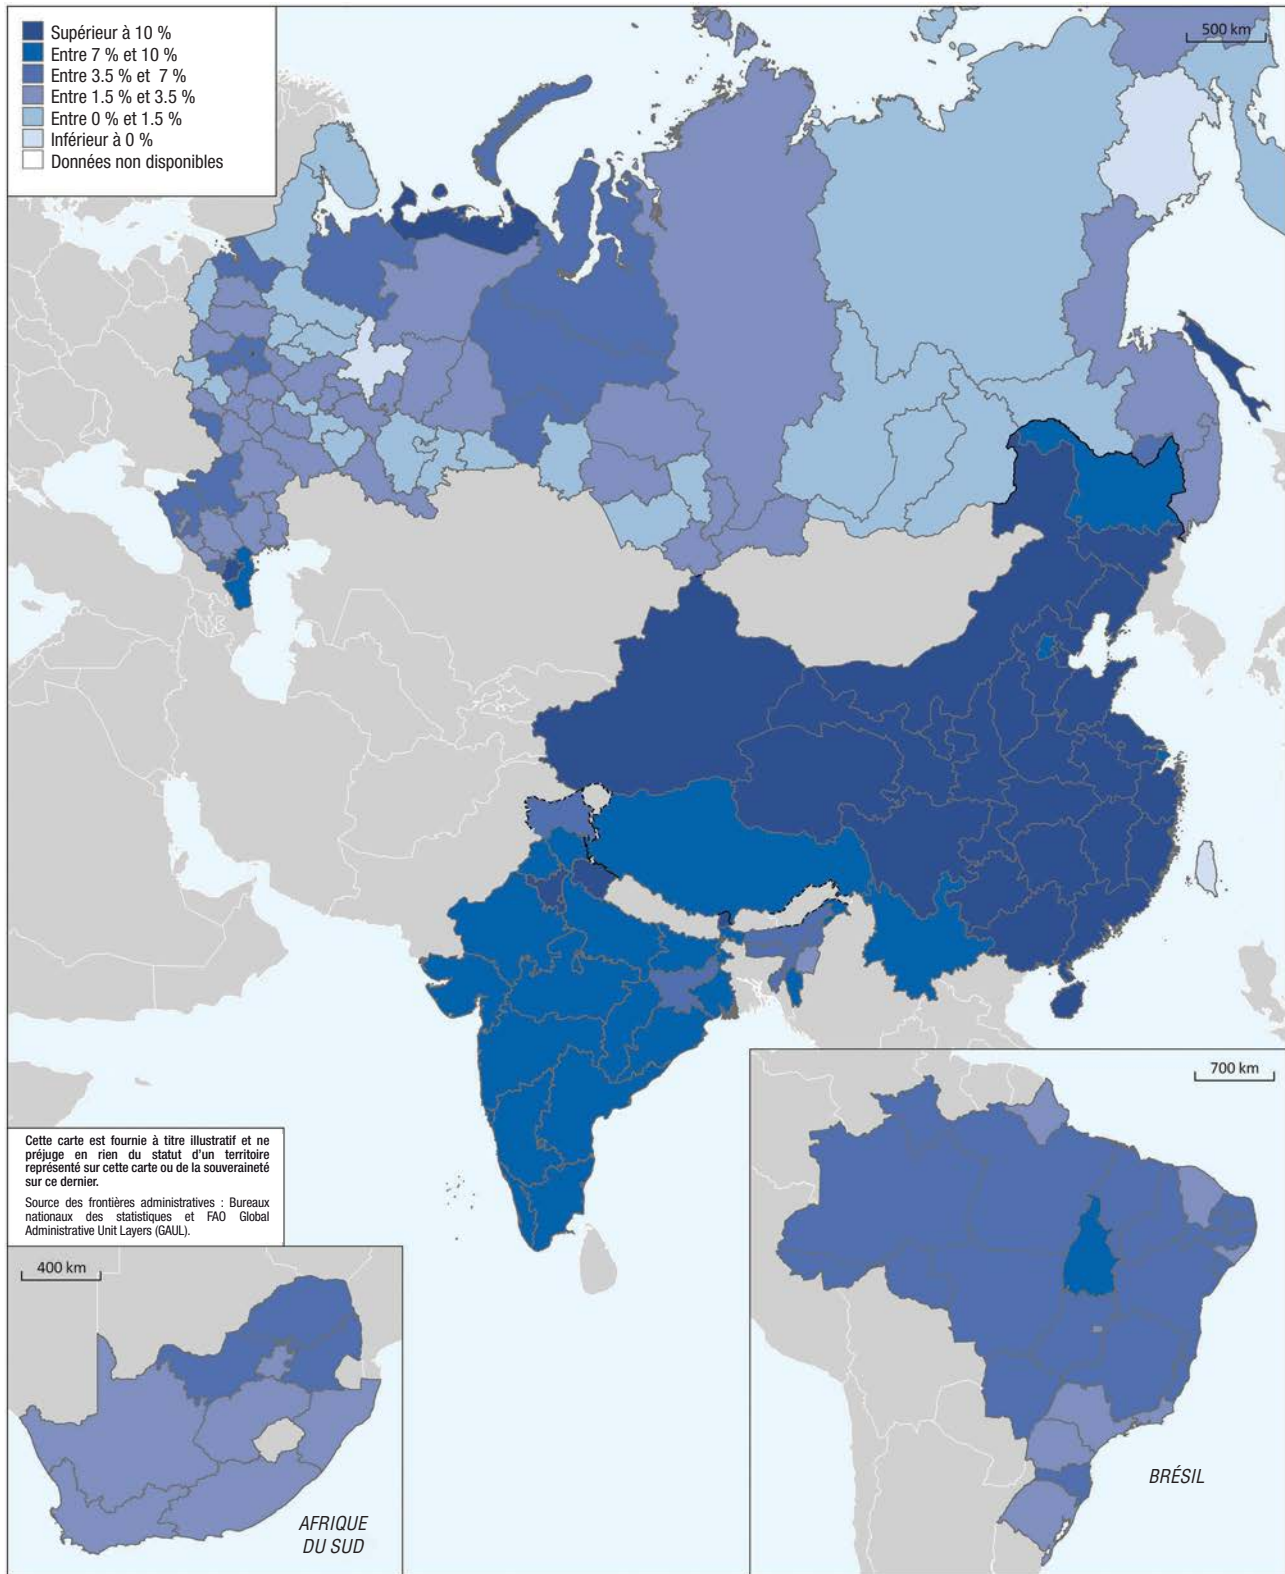 Supérieur à 10 %
Entre 7 % et 10 %
Entre 3.5 % et 7 %
Entre 1.5 % et 3.5 %
Entre 0 % et 1.5 %
Inférieur à 0 %
Données non disponibles
500 km
700 km
Cette carte est fournie à titre illustratif et ne
préjuge en rien du statut d'un territoire
représenté sur cette carte ou de la souveraineté
sur ce dernier.
Source des frontières administratives : Bureaux
nationaux des statistiques et FAO Global
Administrative Unit Layers (GAUL).
400 km
AFRIQUE
DU SUD
BRÉSIL